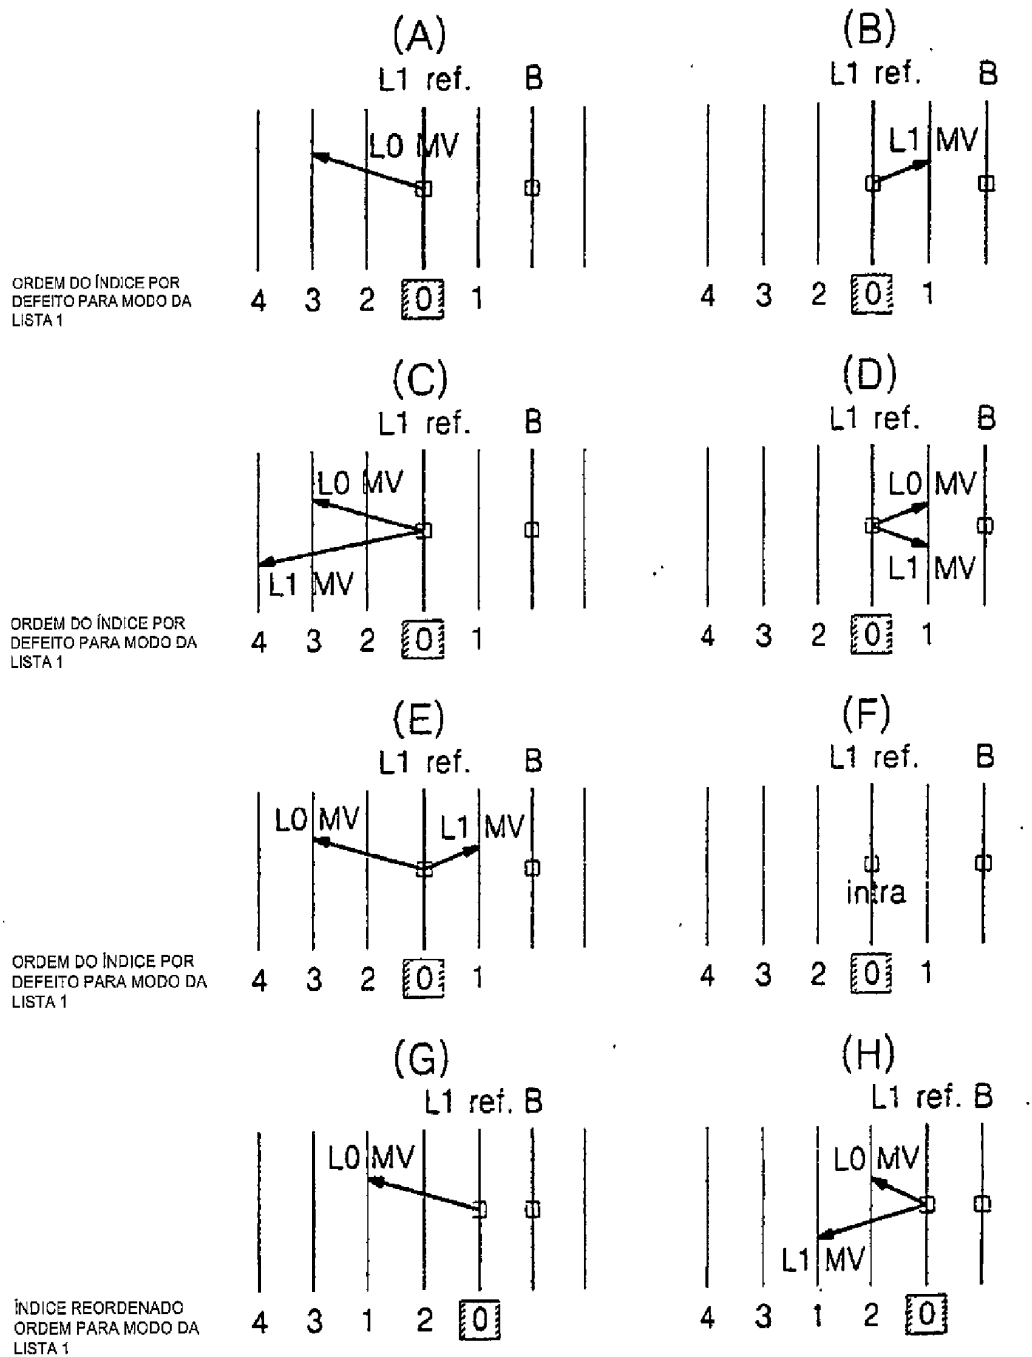 (A)
L1 ref. B
L0 MV
ORDEM DO ÍNDICE POR
DEFEITO PARA MODO DA
LISTA 1
4 3 2 0 1
(B)
L1 ref. B
L1 MV
4 3 2 0 1
(C)
L1 ref. B
L0 MV
L1 MV
ORDEM DO ÍNDICE POR
DEFEITO PARA MODO DA
LISTA 1
4 3 2 0 1
(D)
L1 ref. B
L0 MV
L1 MV
4 3 2 0 1
(E)
L1 ref. B
L0 MV
L1 MV
ORDEM DO ÍNDICE POR
DEFEITO PARA MODO DA
LISTA 1
4 3 2 0 1
(F)
L1 ref. B
intra
4 3 2 0 1
(G)
L1 ref. B
L0 MV
ÍNDICE REORDENADO
ORDEM PARA MODO DA
LISTA 1
4 3 1 2 0
(H)
L1 ref. B
L0 MV
L1 MV
4 3 1 2 0